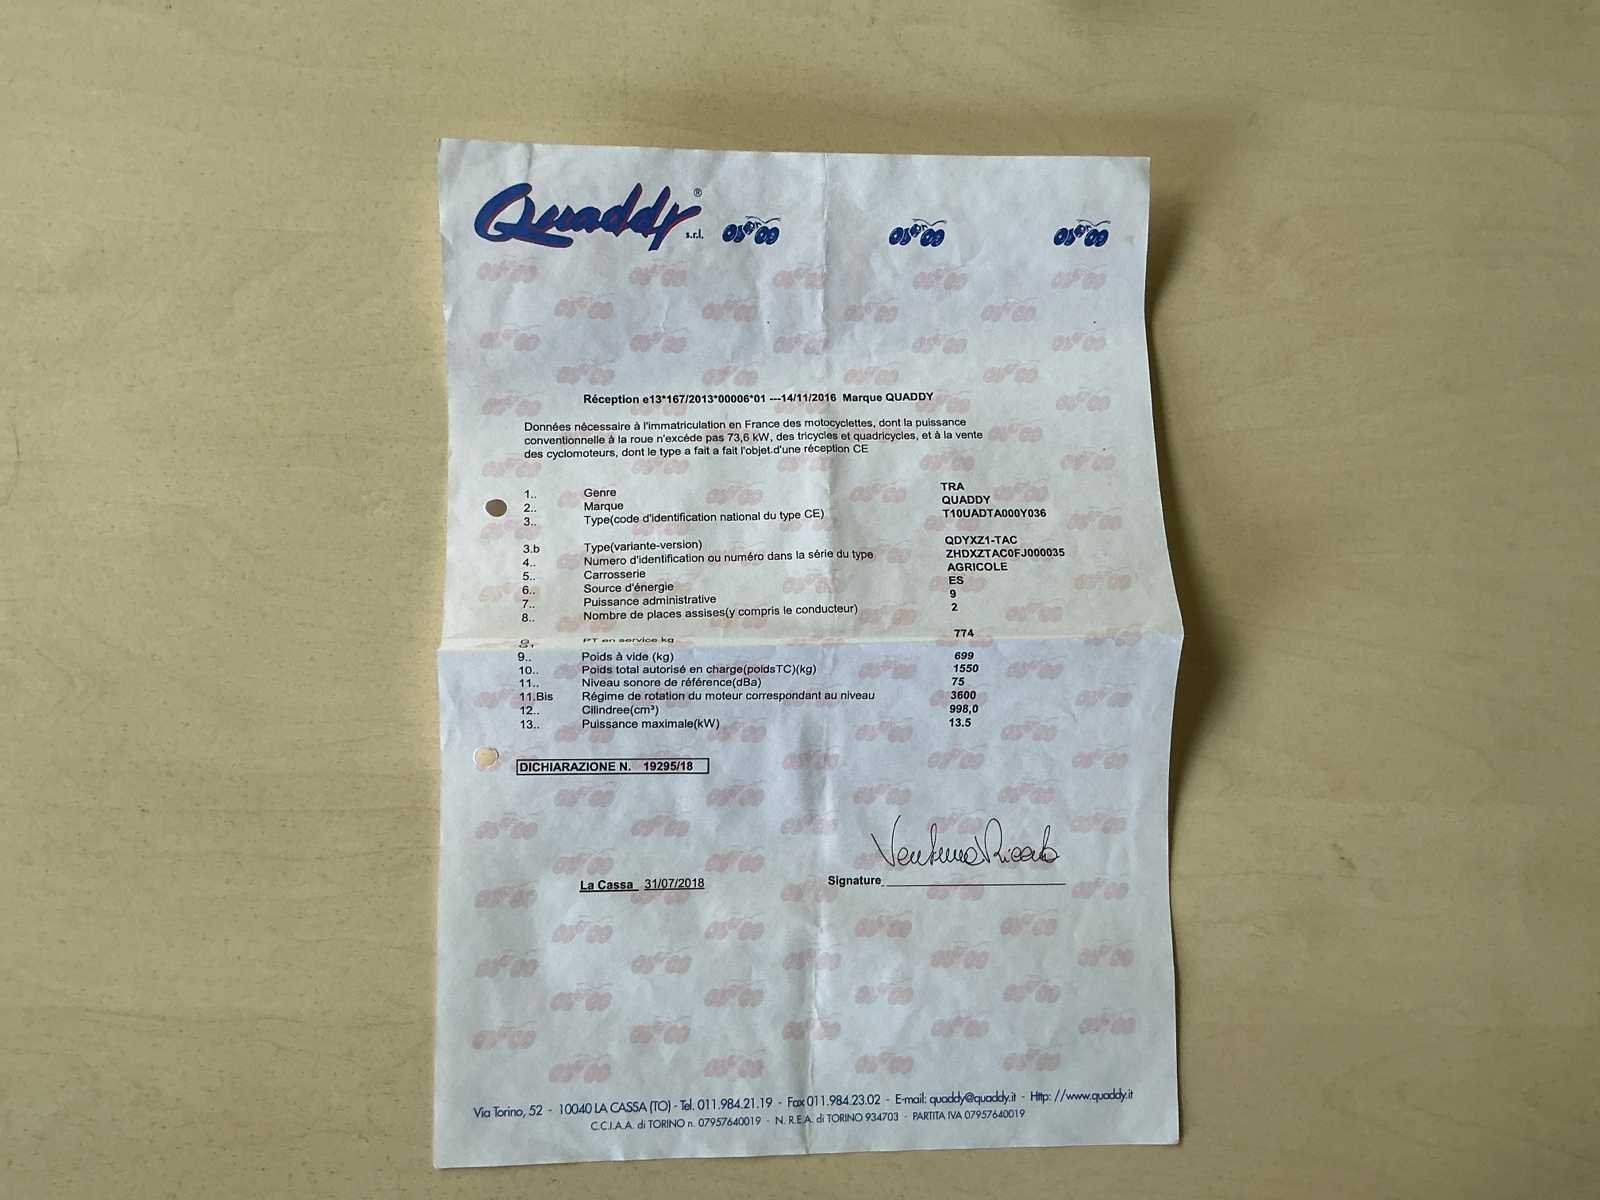 Quaddy® s.r.l.
Réception e13*167/2013*00006*01 ---14/11/2016 Marque QUADDY
Données nécessaire à l'immatriculation en France des motocyclettes, dont la puissance
conventionnelle à la roue n'excéde pas 73,6 kW, des tricycles et quadricycles, et à la vente
des cyclomoteurs, dont le type a fait a fait l'objet.d'une réception CE
1.. Genre TRA
2.. Marque QUADDY
3.. Type(code d'identification national du type CE) T10UADTA000Y036
3.b Type(variante-version) QDYXZ1-TAC
4.. Numero d'identification ou numéro dans la série du type ZHDXZTAC0FJ000035
5.. Carrosserie AGRICOLE
6.. Source d'énergie ES
7.. Puissance administrative 9
8.. Nombre de places assises(y compris le conducteur) 2
PT en service kg 774
9.. Poids à vide (kg) 699
10.. Poids total autorisé en charge(poidsTC)(kg) 1550
11.. Niveau sonore de référence(dBa) 75
11.Bis Régime de rotation du moteur correspondant au niveau 3600
12.. Cilindree(cm³) 998,0
13.. Puissance maximale(kW) 13.5
DICHIARAZIONE N. 19295/18
La Cassa 31/07/2018
Signature
Via Torino, 52 - 10040 LA CASSA (TO) - Tel. 011.984.21.19 - Fax 011.984.23.02 - E-mail: quaddy@quaddy.it - Http: //www.quaddy.it
C.C.I.A.A. di TORINO n. 07957640019 - N. R.E.A. di TORINO 934703 - PARTITA IVA 07957640019